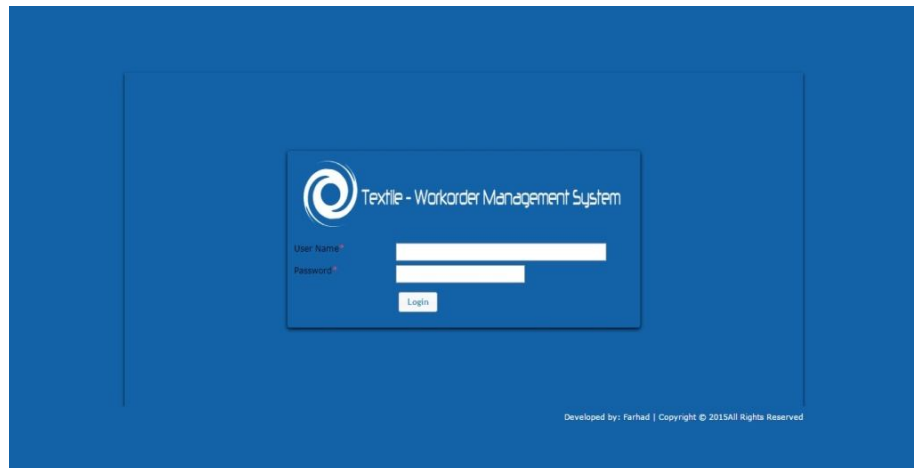 Textile - Workorder Management System
User Name*
Password*
Login
Developed by: Farhad | Copyright © 2015All Rights Reserved